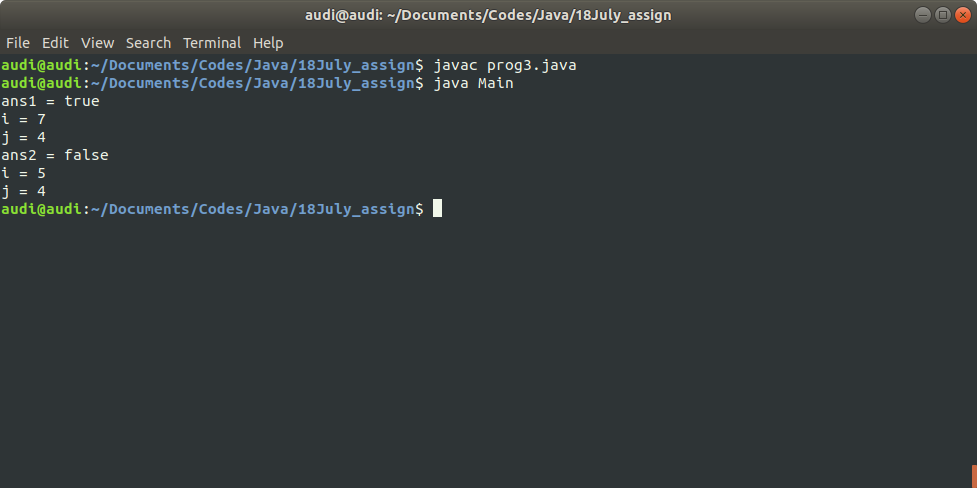 audi@audi: ~/Documents/Codes/Java/18July_assign
File Edit View Search Terminal Help
audi@audi:~/Documents/Codes/Java/18July_assign$ javac prog3.java
audi@audi:~/Documents/Codes/Java/18July_assign$ java Main
ans1 = true
i = 7
j = 4
ans2 = false
i = 5
j = 4
audi@audi:~/Documents/Codes/Java/18July_assign$